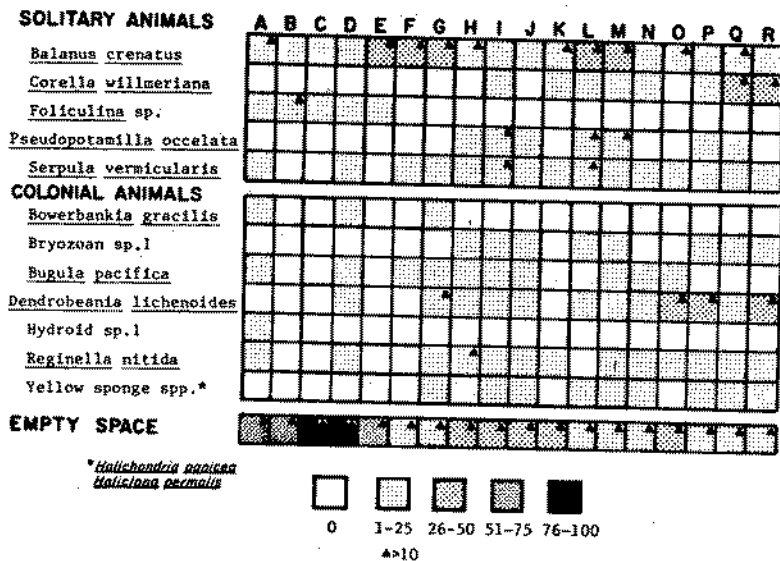 SOLITARY ANIMALS
A B C D E F G H I J K L M N O P Q R
Balanus crenatus
Corella willmeriana
Foliculina sp.
Pseudopotamilla occelata
Serpula vermicularis
COLONIAL ANIMALS
Bowerbankia gracilis
Bryozoan sp.1
Bugula pacifica
Dendrobeania lichenoides
Hydroid sp.1
Reginella nitida
Yellow sponge spp.*
EMPTY SPACE
*Halichondria panicea
Haliclona permolis
0 1-25 26-50 51-75 76-100
▲>10